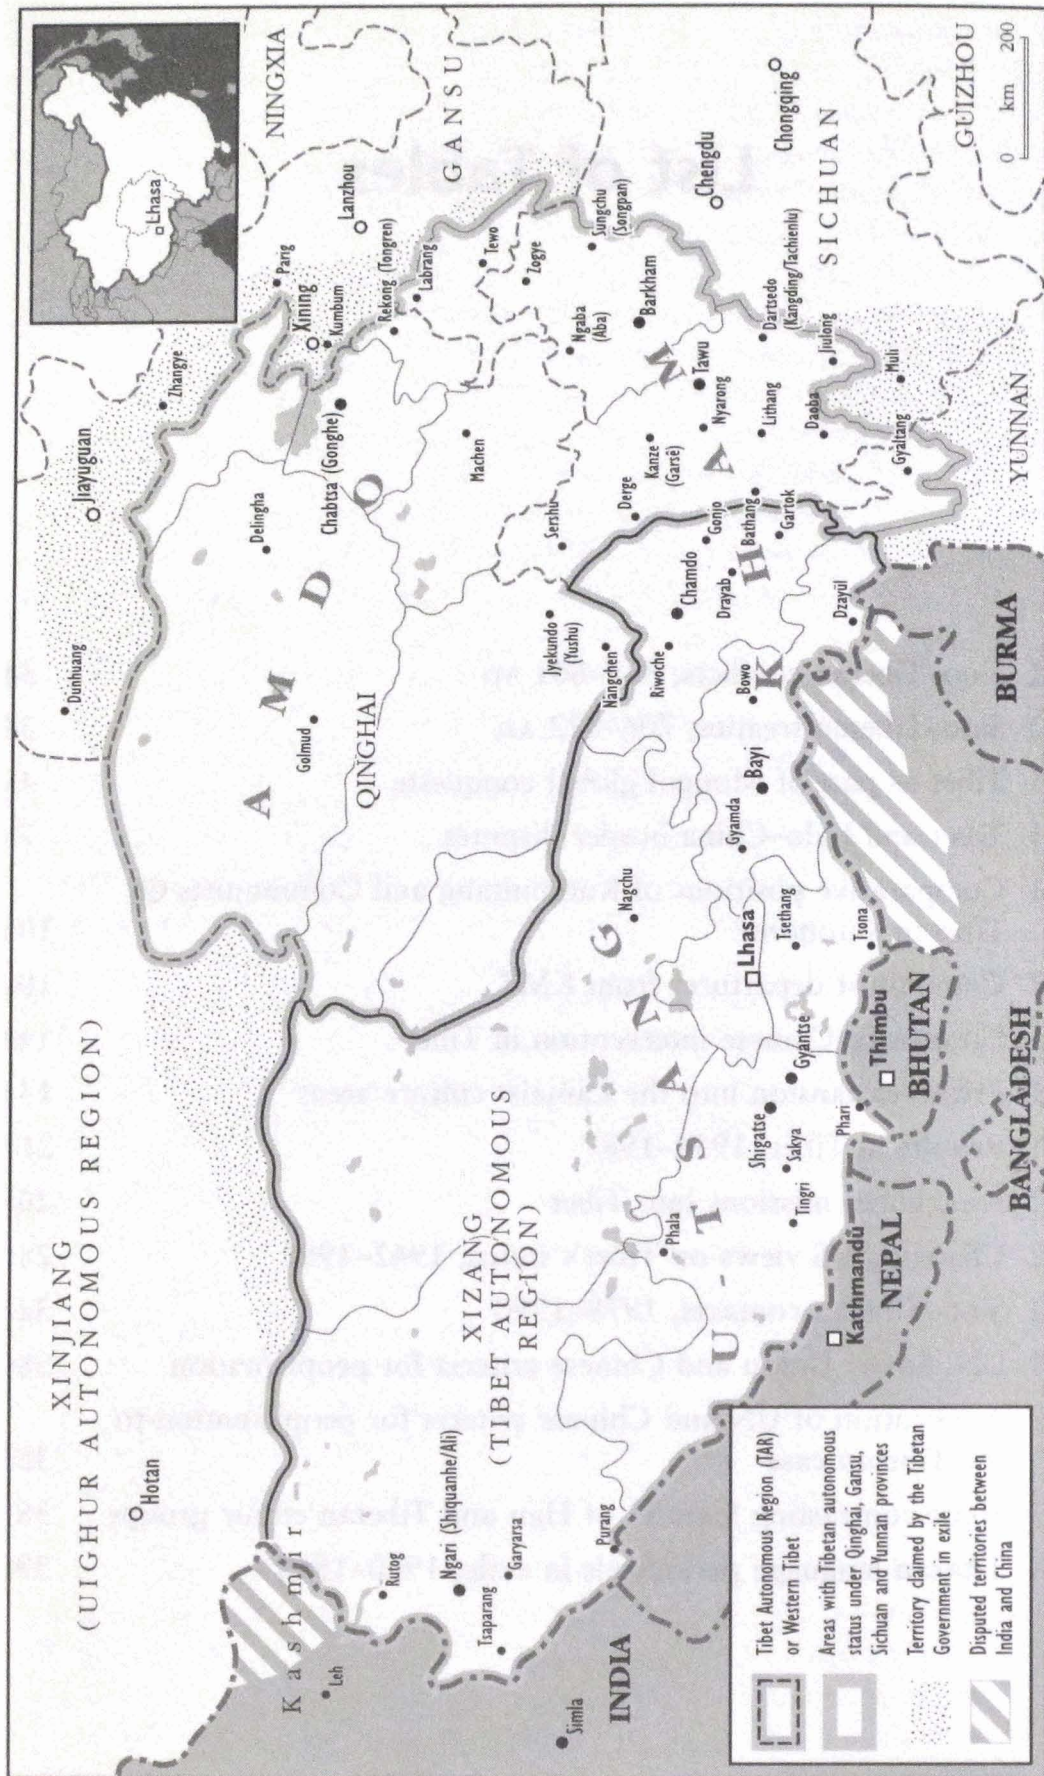 XINJIANG
(UIGHUR AUTONOMOUS REGION)
Hotan
Kashmir
Leh
Simla
INDIA
Rutog
Ngari (Shiquanhe/Ali)
Tsaparang
Garyarsa
Purang
XIZANG
(TIBET AUTONOMOUS
REGION)
U-TSANG
Phala
Tingri
Sakya
Shigatse
Gyantse
Phari
Lhasa
Nagchu
Tsethang
Tsona
Gyamda
Bayi
Bowo
Kathmandu
NEPAL
Thimbu
BHUTAN
BANGLADESH
BURMA
Dunhuang
Jiayuguan
Zhangye
AMDO
QINGHAI
Golmud
Delingha
Chabtsa (Gonghe)
Machen
Parig
Xining
Kumbum
Rekong (Tongren)
Labrang
Lanzhou
NINGXIA
GANSU
Tewo
Zogye
Sungchu
(Songpan)
Ngaba
(Aba)
Barkham
Jyekundo
(Yushu)
Nangchen
Sershu
Derge
Kanze
(Garsê)
Tawu
Nyarong
Lithang
Dartsedo
(Kangding/Tachienlu)
Jiulong
Daoba
Muli
Gyaltang
KHAM
Riwoche
Chamdo
Drayab
Gonjo
Bathang
Gartok
Dzayul
Chengdu
Chongqing
SICHUAN
GUIZHOU
YUNNAN
Lhasa
0 km 200
Tibet Autonomous Region (TAR)
or Western Tibet
Areas with Tibetan autonomous
status under Qinghai, Gansu,
Sichuan and Yunnan provinces
Territory claimed by the Tibetan
Government in exile
Disputed territories between
India and China